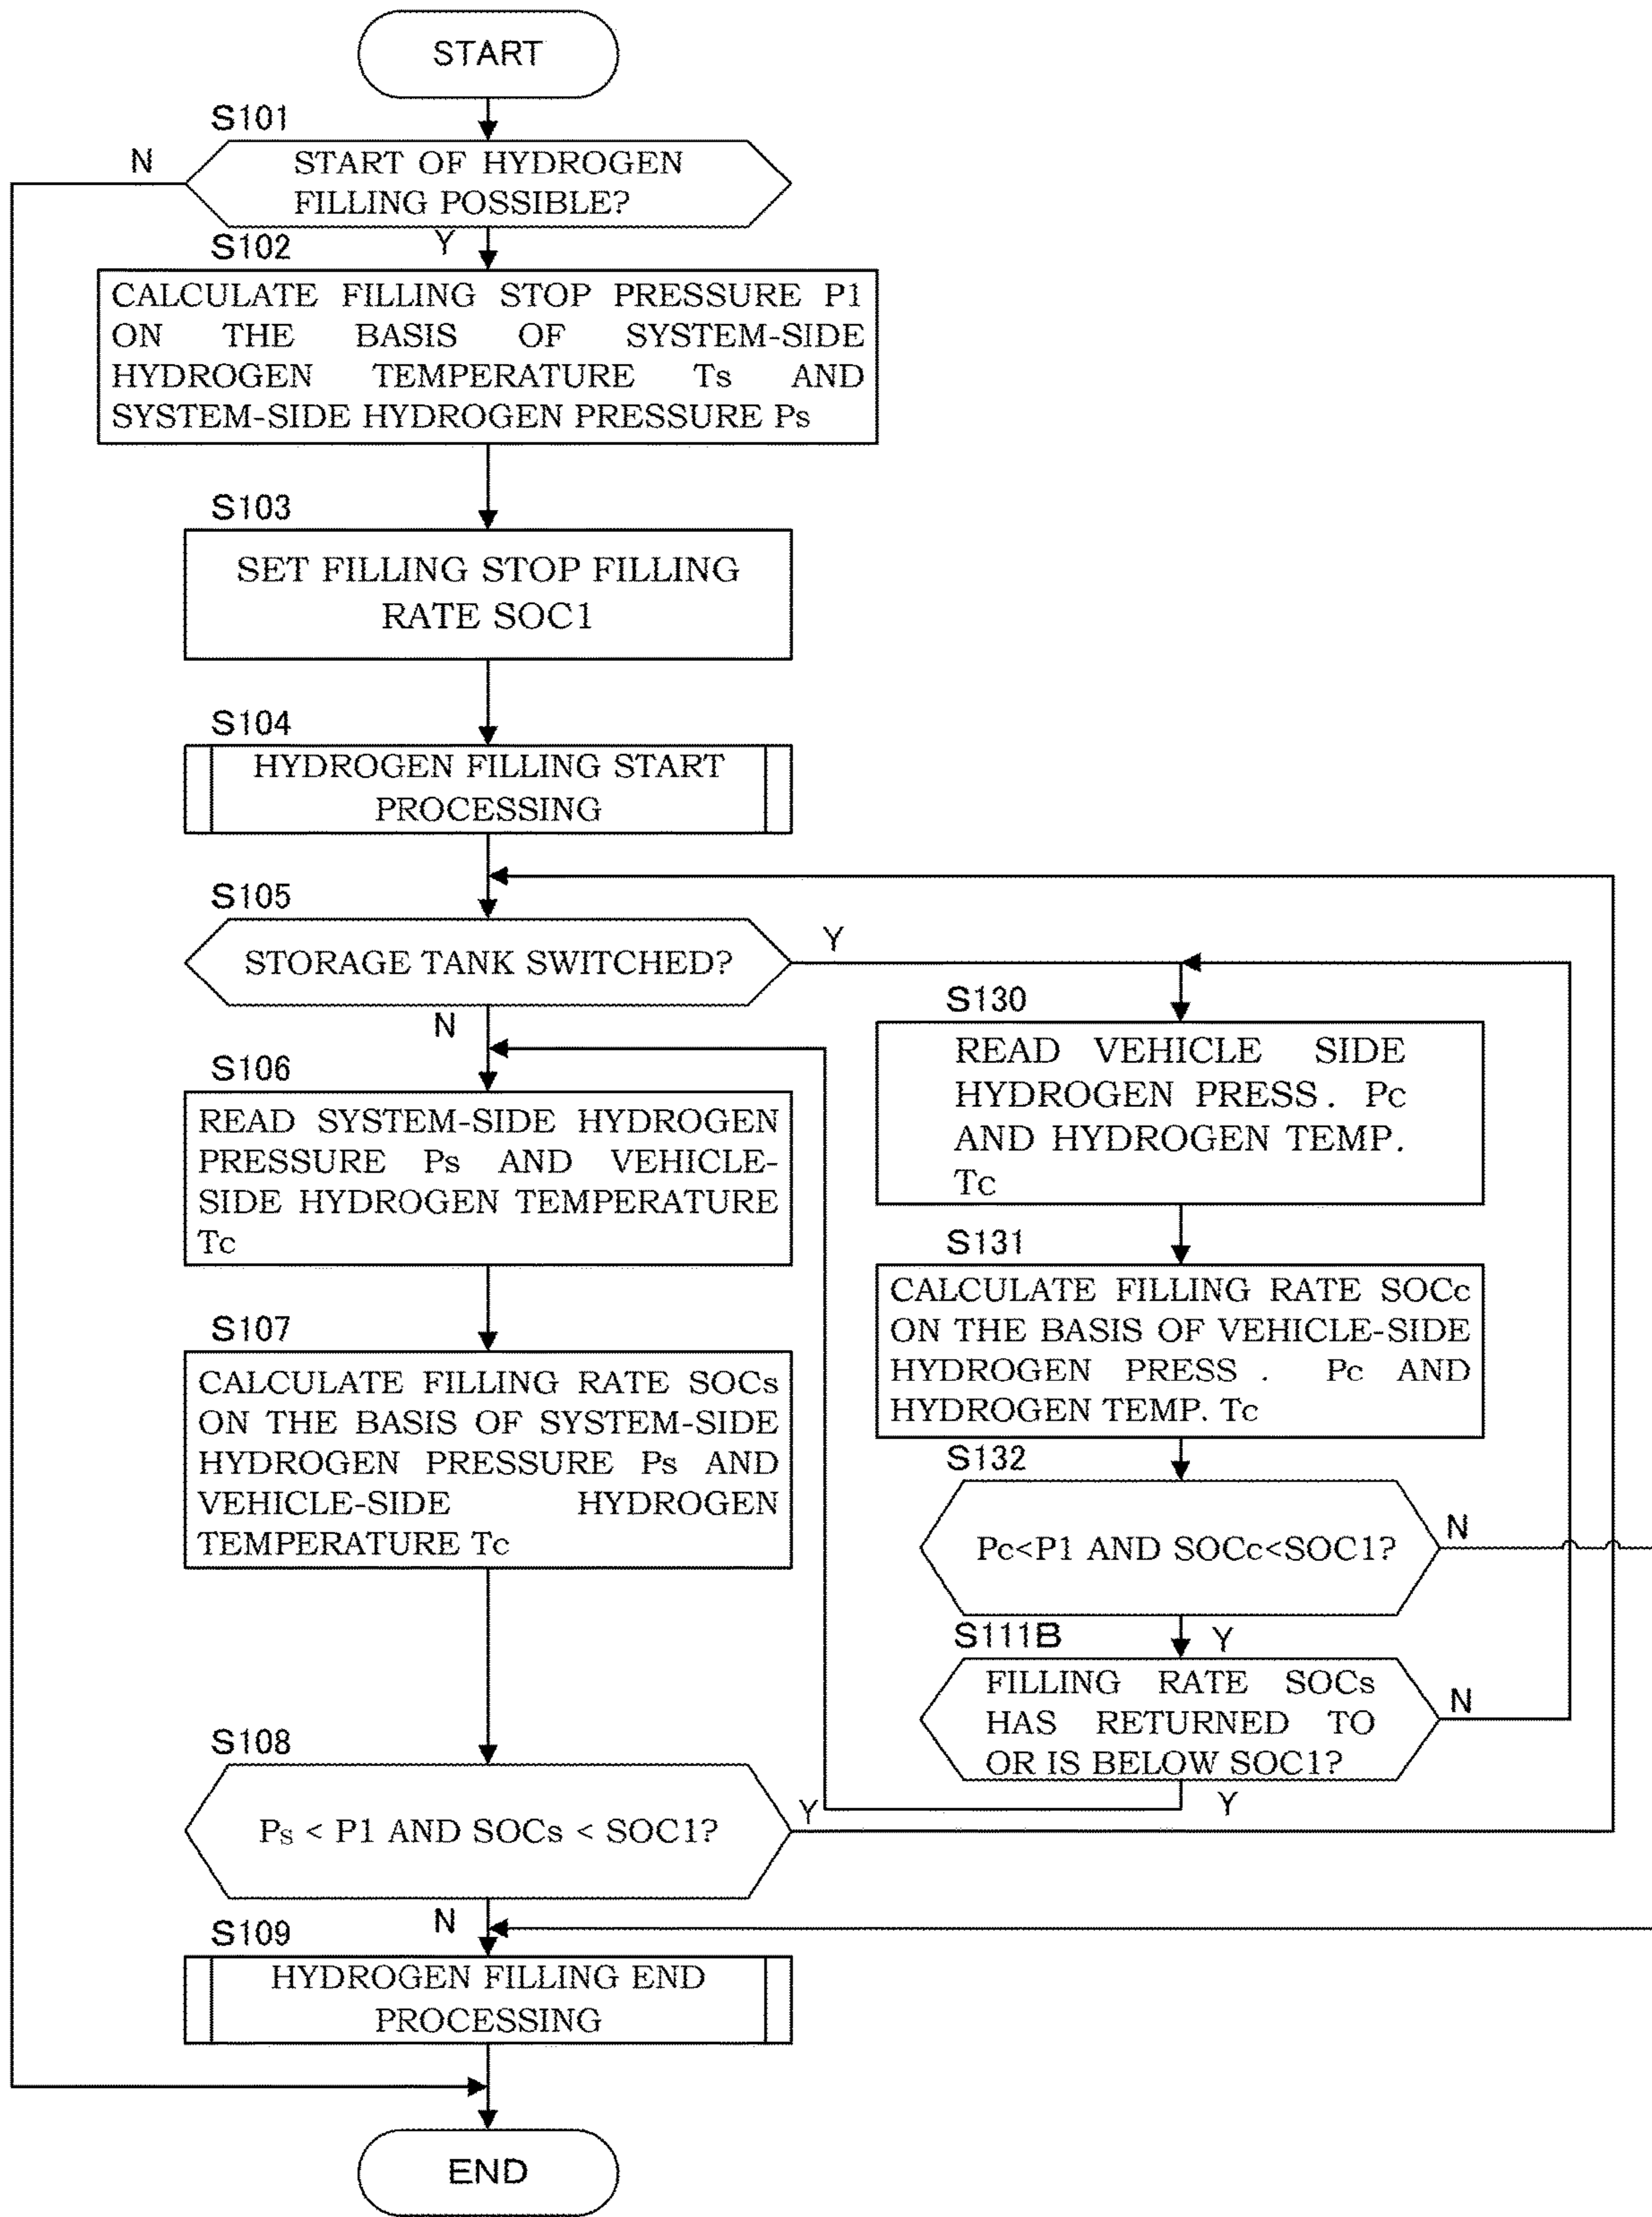 START
S101
N
START OF HYDROGEN
FILLING POSSIBLE?
S102
Y
CALCULATE FILLING STOP PRESSURE P1
ON THE BASIS OF SYSTEM-SIDE
HYDROGEN TEMPERATURE Ts AND
SYSTEM-SIDE HYDROGEN PRESSURE Ps
S103
SET FILLING STOP FILLING
RATE SOC1
S104
HYDROGEN FILLING START
PROCESSING
S105
STORAGE TANK SWITCHED?
Y
N
S106
READ SYSTEM-SIDE HYDROGEN
PRESSURE Ps AND VEHICLE-
SIDE HYDROGEN TEMPERATURE
Tc
S107
CALCULATE FILLING RATE SOCs
ON THE BASIS OF SYSTEM-SIDE
HYDROGEN PRESSURE Ps AND
VEHICLE-SIDE HYDROGEN
TEMPERATURE Tc
S130
READ VEHICLE SIDE
HYDROGEN PRESS. Pc
AND HYDROGEN TEMP.
Tc
S131
CALCULATE FILLING RATE SOCc
ON THE BASIS OF VEHICLE-SIDE
HYDROGEN PRESS . Pc AND
HYDROGEN TEMP. Tc
S132
Pc<P1 AND SOCc<SOC1?
N
S111B
Y
FILLING RATE SOCs
HAS RETURNED TO
OR IS BELOW SOC1?
N
Y
S108
Ps < P1 AND SOCs < SOC1?
Y
N
S109
HYDROGEN FILLING END
PROCESSING
END